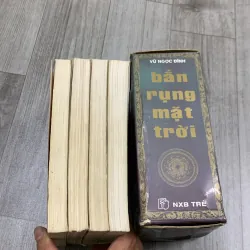 VŨ NGỌC ĐĨNH
bắn
rụng
mặt
trời
NXB TRẺ